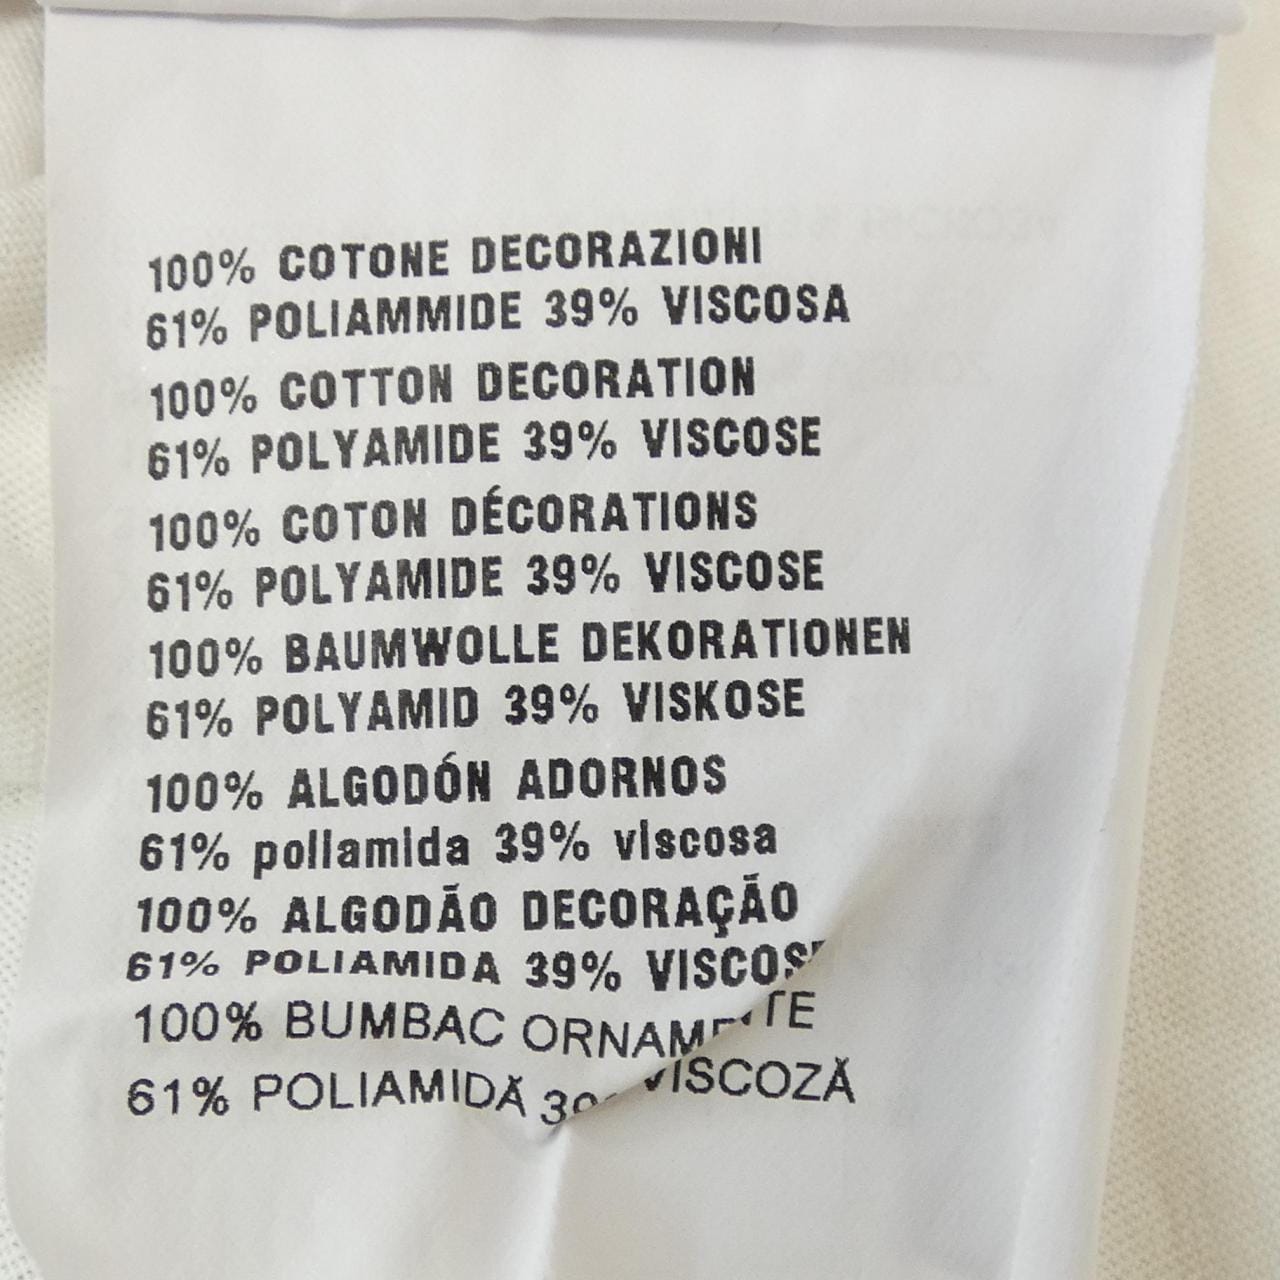 100% COTONE DECORAZIONI
61% POLIAMMIDE 39% VISCOSA
100% COTTON DECORATION
61% POLYAMIDE 39% VISCOSE
100% COTON DÉCORATIONS
61% POLYAMIDE 39% VISCOSE
100% BAUMWOLLE DEKORATIONEN
61% POLYAMID 39% VISKOSE
100% ALGODÓN ADORNOS
61% pollamida 39% vlscosa
100% ALGODÃO DECORAÇÃO
61% POLIAMIDA 39%
100% BUMBAC
61% POLIAMIDĂ VISCOZĂ